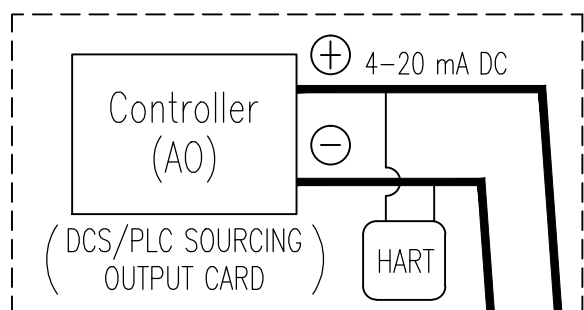 +
4-20 mA DC
Controller
(AO)
−
(DCS/PLC SOURCING
OUTPUT CARD)
HART